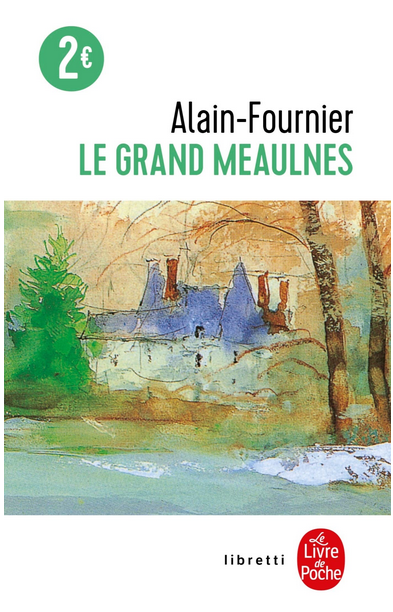 2€
Alain-Fournier
LE GRAND MEAULNES
libretti
Le
Livre
de
Poche